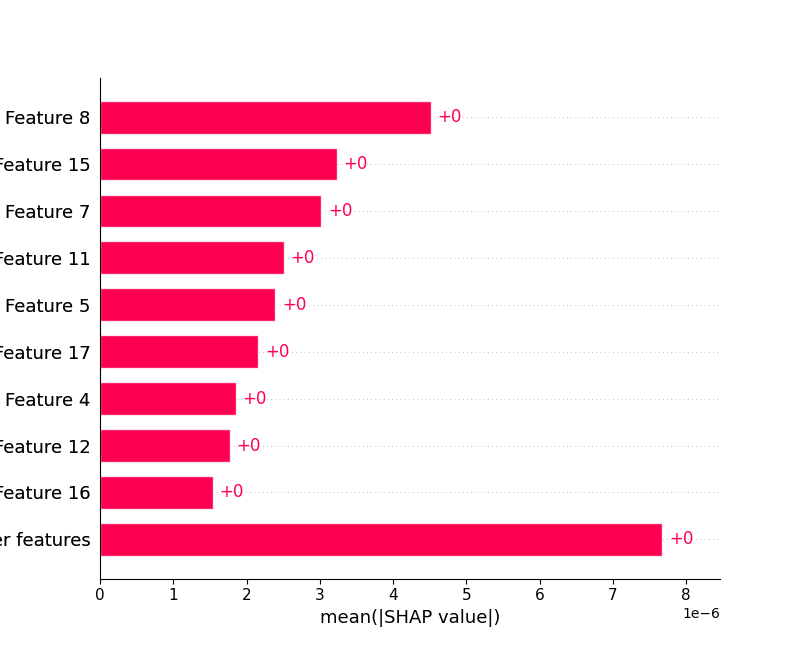 Feature 8 +0
Feature 15 +0
Feature 7 +0
Feature 11 +0
Feature 5 +0
Feature 17 +0
Feature 4 +0
Feature 12 +0
Feature 16 +0
er features +0
0 1 2 3 4 5 6 7 8
1e−6
mean(|SHAP value|)